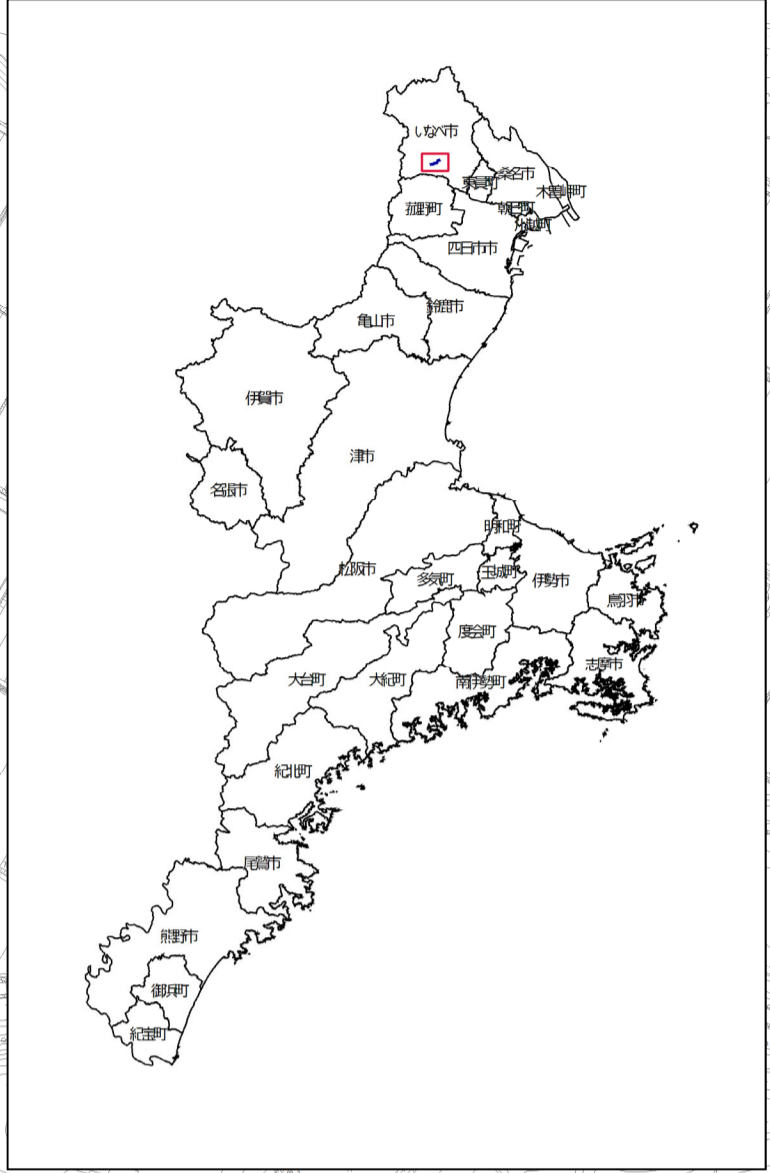 いなべ市
桑名市
東員町
木曽岬町
菰野町
朝日町
川越町
四日市市
鈴鹿市
亀山市
伊賀市
津市
名張市
明和町
松阪市
多気町
玉城町
伊勢市
鳥羽市
度会町
志摩市
大台町
大紀町
南伊勢町
紀北町
尾鷲市
熊野市
御浜町
紀宝町